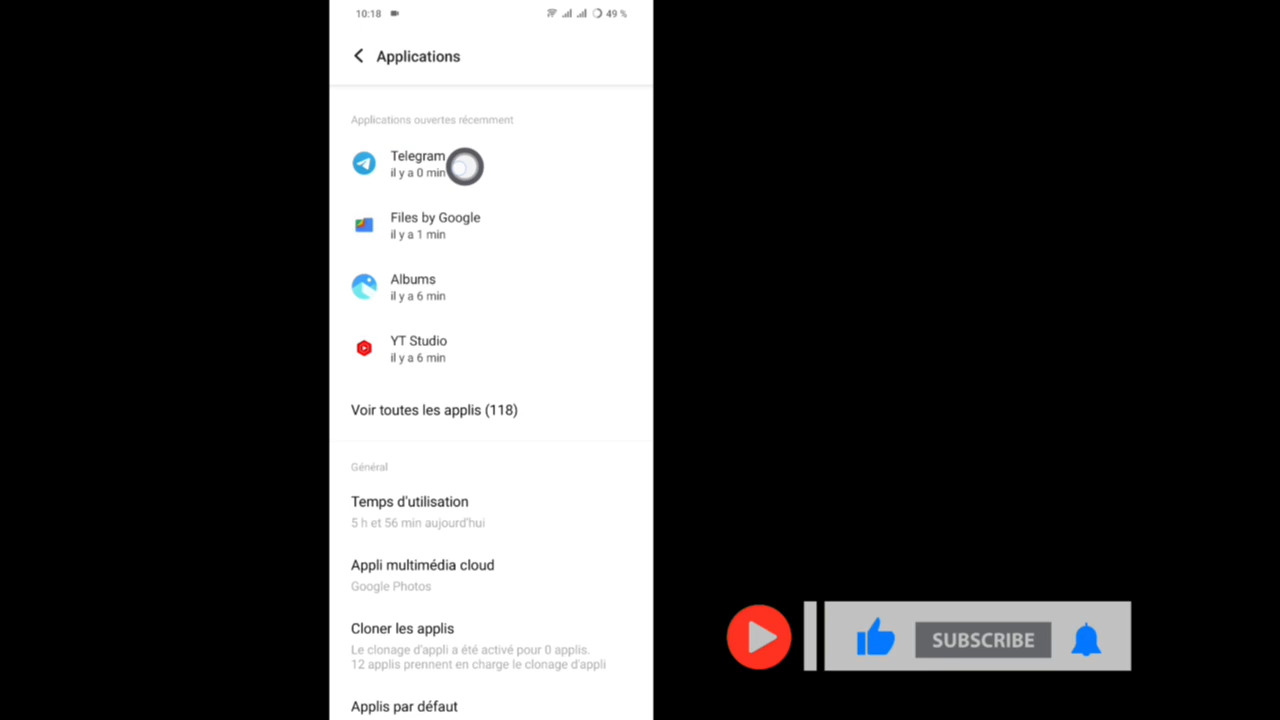 10:18
49 %
Applications
Applications ouvertes récemment
Telegram
il y a 0 min
Files by Google
il y a 1 min
Albums
il y a 6 min
YT Studio
il y a 6 min
Voir toutes les applis (118)
Général
Temps d'utilisation
5 h et 56 min aujourd'hui
Appli multimédia cloud
Google Photos
Cloner les applis
Le clonage d'appli a été activé pour 0 applis.
12 applis prennent en charge le clonage d'appli
Applis par défaut
SUBSCRIBE